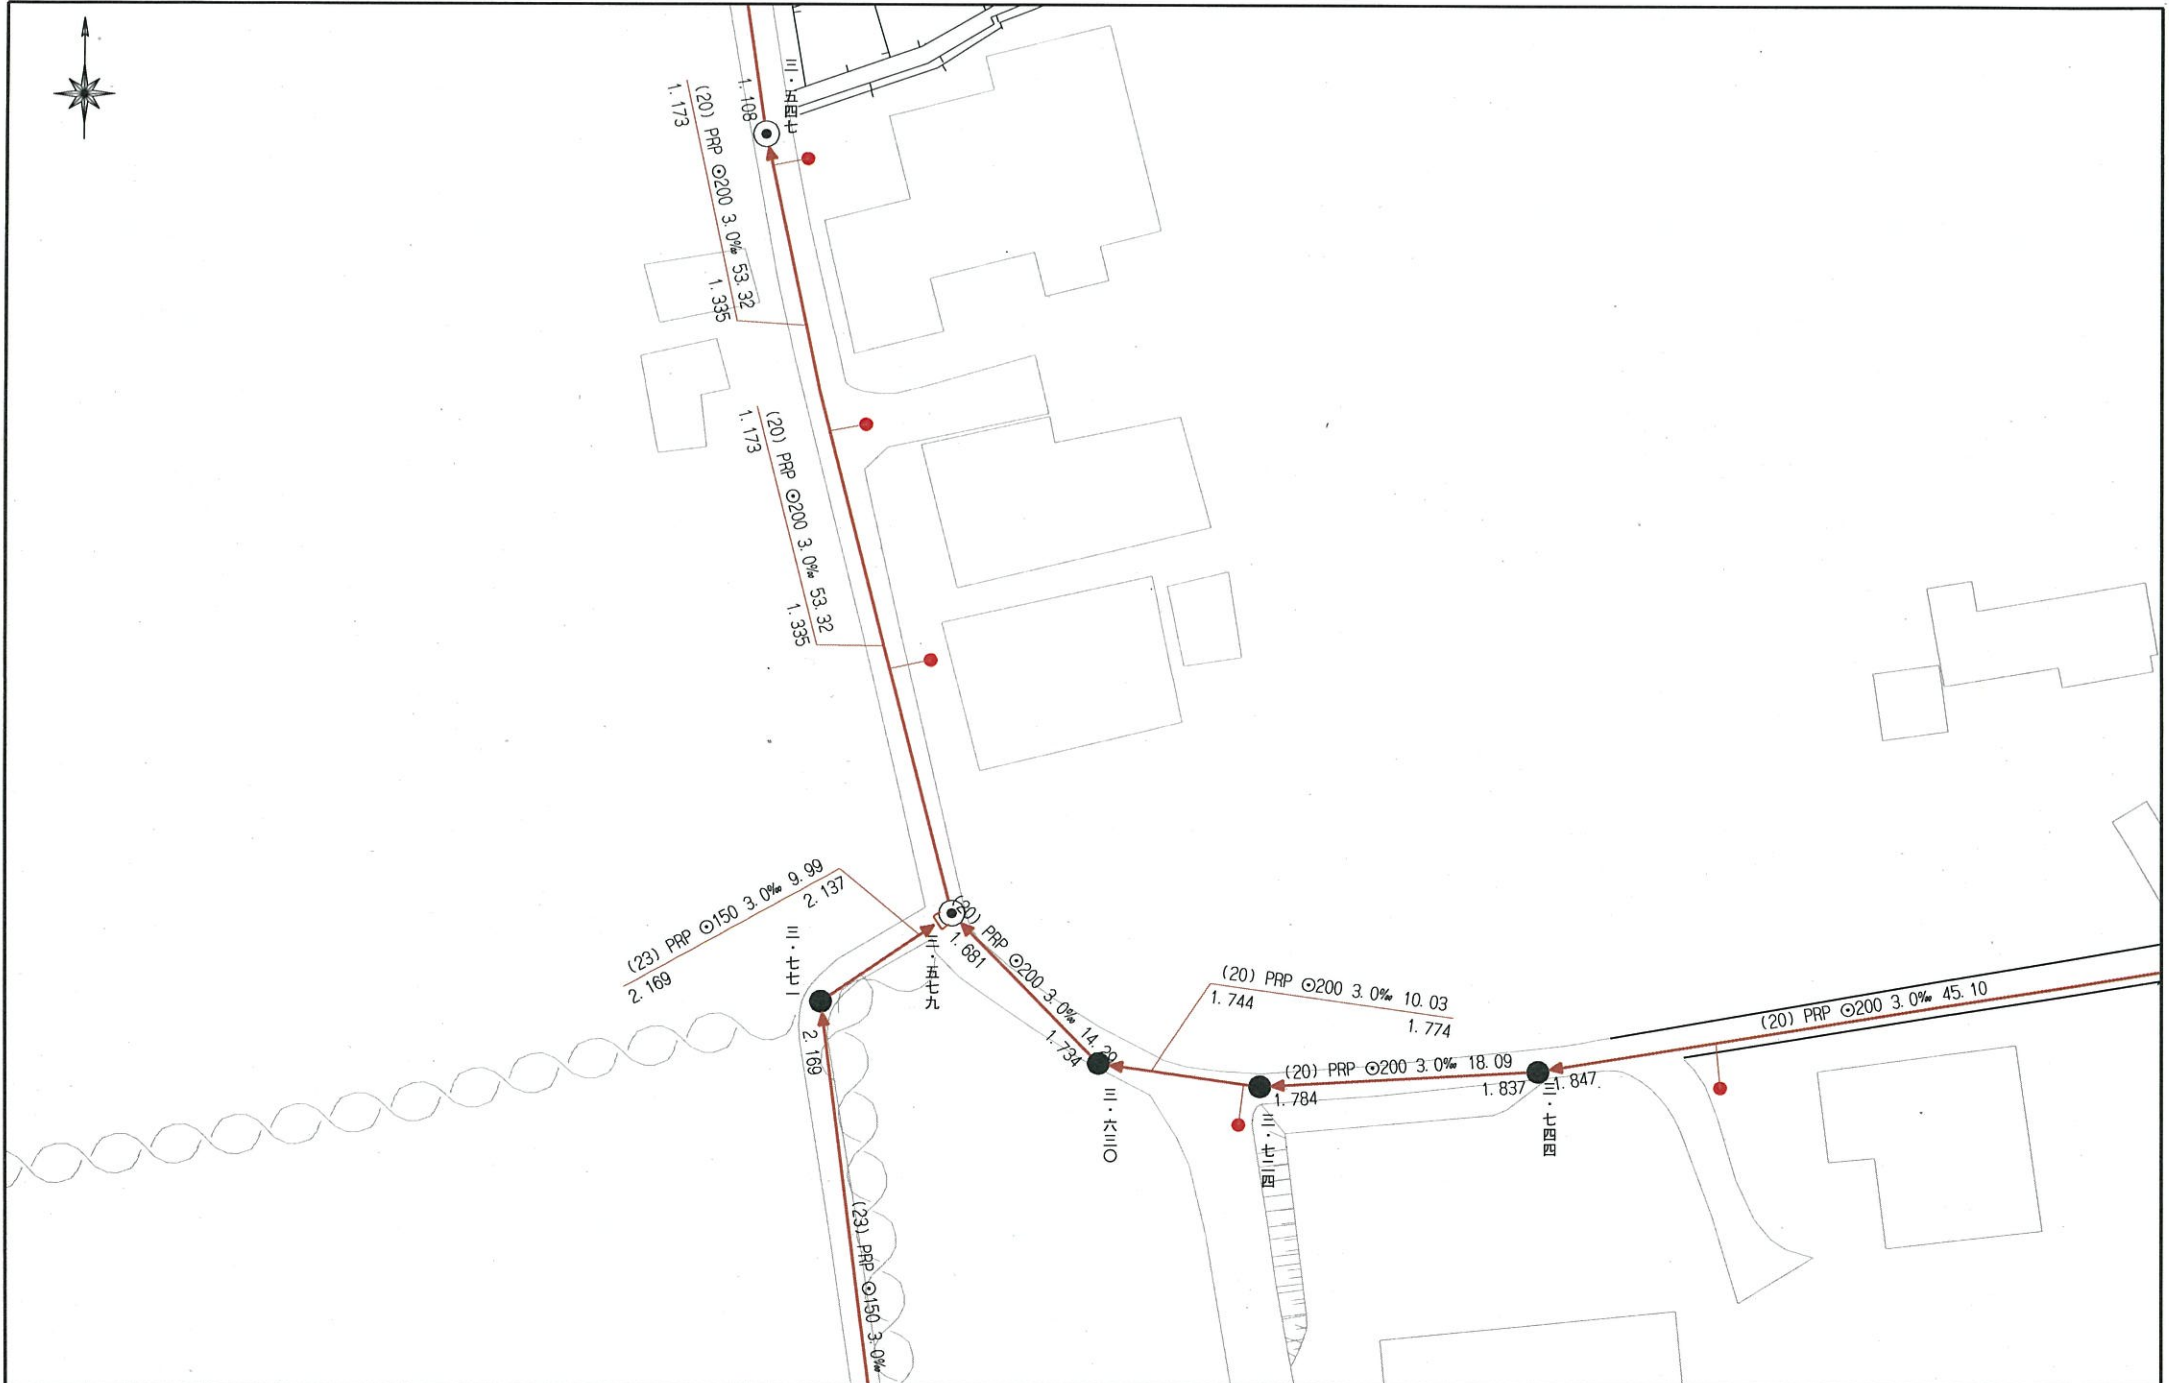 三・五四七
1.108
(20) PRP ⊙200 3.0‰ 53.32
1.173
1.335
(20) PRP ⊙200 3.0‰ 53.32
1.173
1.335
(23) PRP ⊙150 3.0‰ 9.99
2.137
2.169
三・七七一
三・五七九
(20) PRP ⊙200 3.0‰ 14.20
1.681
1.734
(20) PRP ⊙200 3.0‰ 10.03
1.744
1.774
(20) PRP ⊙200 3.0‰ 45.10
(20) PRP ⊙200 3.0‰ 18.09
1.784
1.837
1.847
三・六三〇
三・七二四
三・七四四
2.169
(23) PRP ⊙150 3.0‰